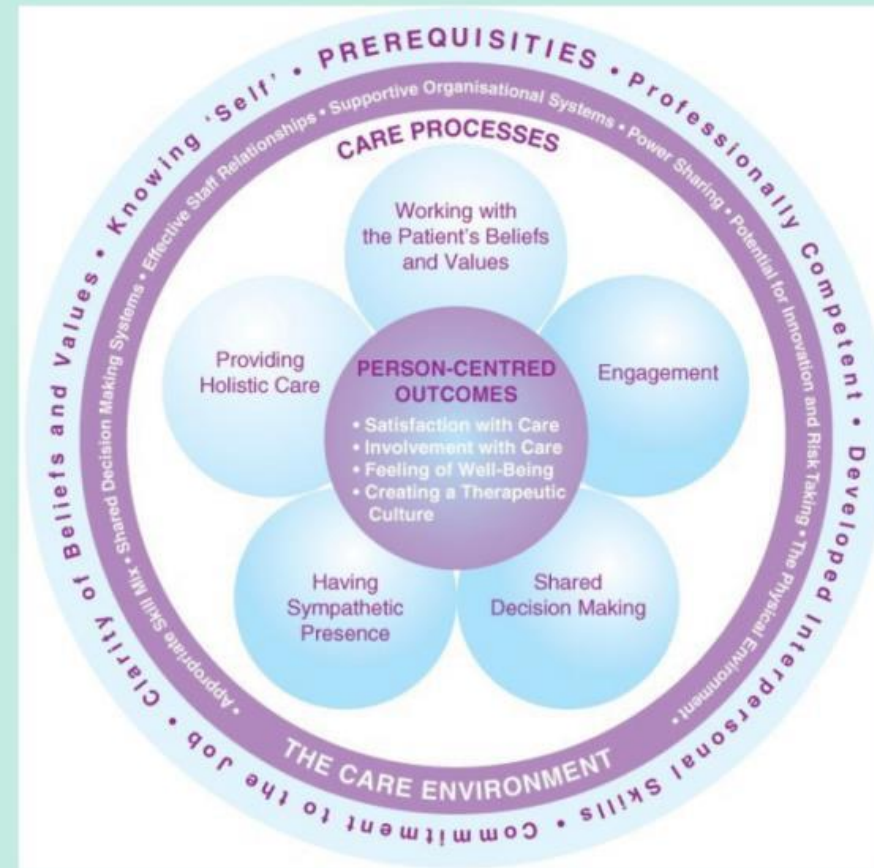 PREREQUISITIES • Professionally Competent • Developed Interpersonal Skills • Commitment to the Job • Clarity of Beliefs and Values • Knowing 'Self' •
• Appropriate Skill Mix • Shared Decision Making Systems • Effective Staff Relationships • Supportive Organisational Systems • Power Sharing • Potential for Innovation and Risk Taking • The Physical Environment •
THE CARE ENVIRONMENT
CARE PROCESSES
Working with
the Patient's Beliefs
and Values
Engagement
Shared
Decision Making
Having
Sympathetic
Presence
Providing
Holistic Care
PERSON-CENTRED
OUTCOMES
• Satisfaction with Care
• Involvement with Care
• Feeling of Well-Being
• Creating a Therapeutic
Culture